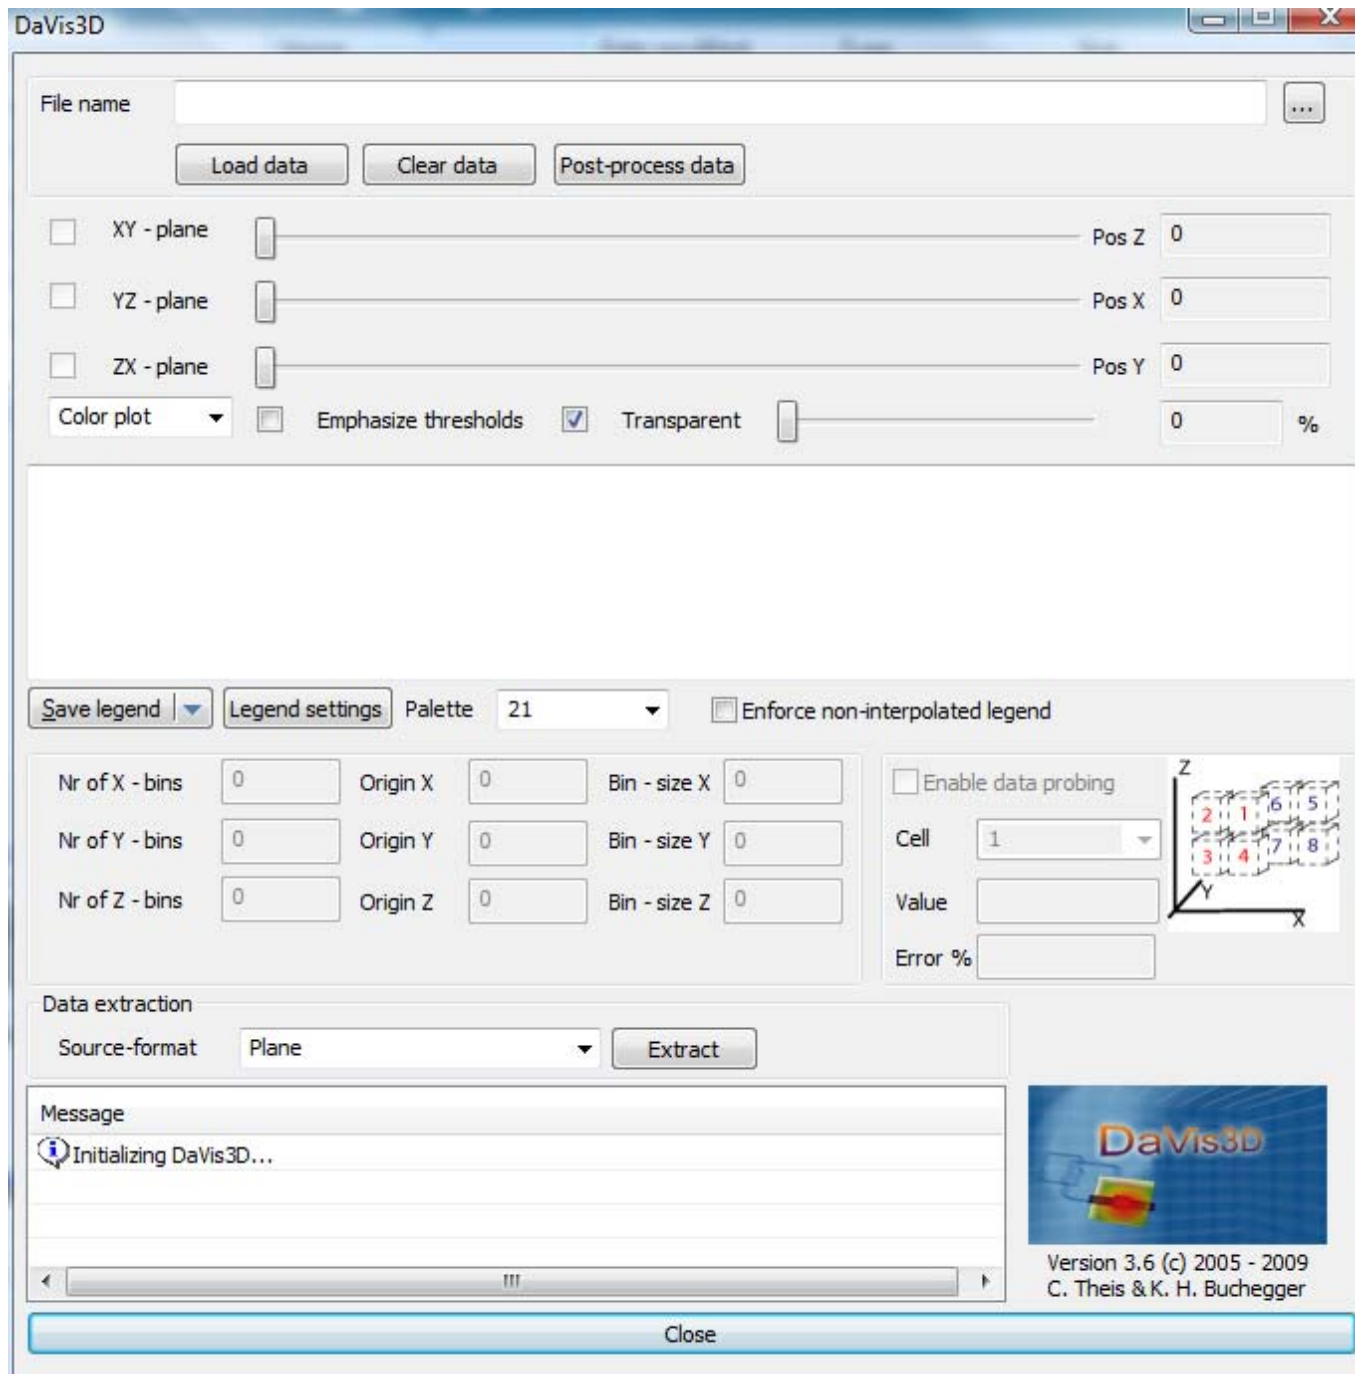 DaVis3D
File name
...
Load data Clear data Post-process data
XY - plane Pos Z 0
YZ - plane Pos X 0
ZX - plane Pos Y 0
Color plot Emphasize thresholds Transparent 0 %
Save legend Legend settings Palette 21 Enforce non-interpolated legend
Nr of X - bins 0 Origin X 0 Bin - size X 0
Nr of Y - bins 0 Origin Y 0 Bin - size Y 0
Nr of Z - bins 0 Origin Z 0 Bin - size Z 0
Enable data probing
Cell 1
Value
Error %
Z
2 1 6 5
3 4 7 8
Y
X
Data extraction
Source-format Plane Extract
Message
Initializing DaVis3D...
DaVis3D
Version 3.6 (c) 2005 - 2009
C. Theis & K. H. Buchegger
Close